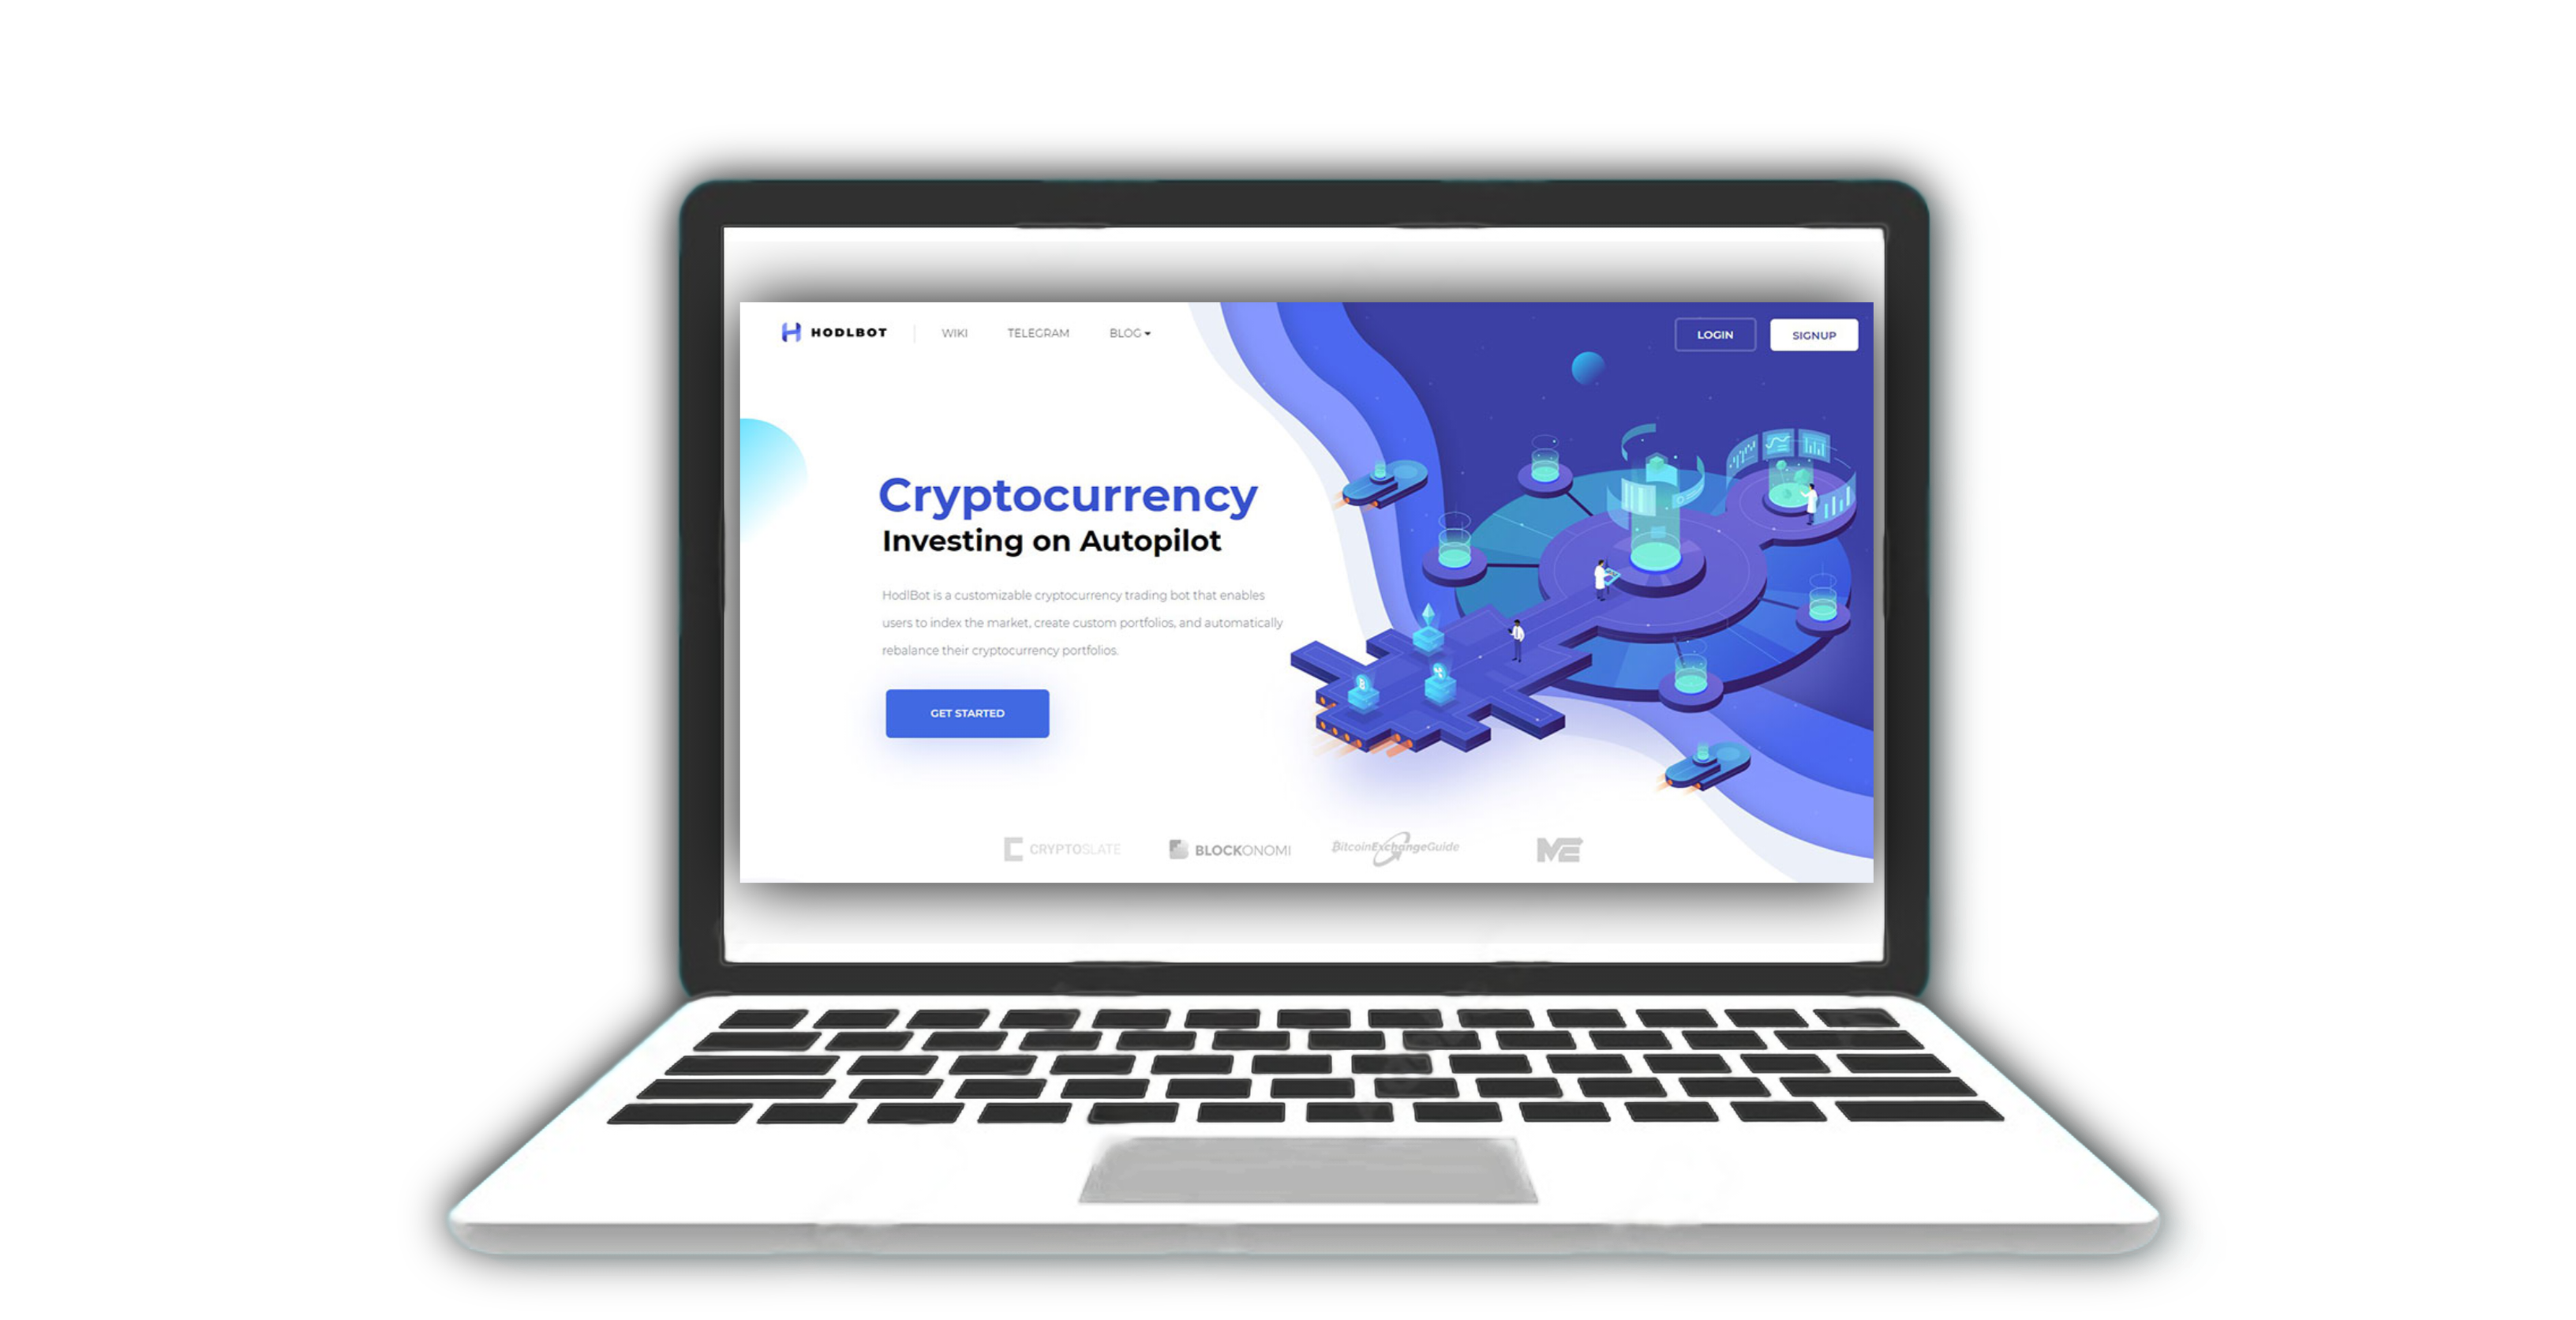 HODLBOT
WIKI
TELEGRAM
BLOG
LOGIN
SIGNUP
Cryptocurrency
Investing on Autopilot
HodlBot is a customizable cryptocurrency trading bot that enables
users to index the market, create custom portfolios, and automatically
rebalance their cryptocurrency portfolios.
GET STARTED
CRYPTOSLATE
BLOCKONOMI
BitcoinExchangeGuide
ME